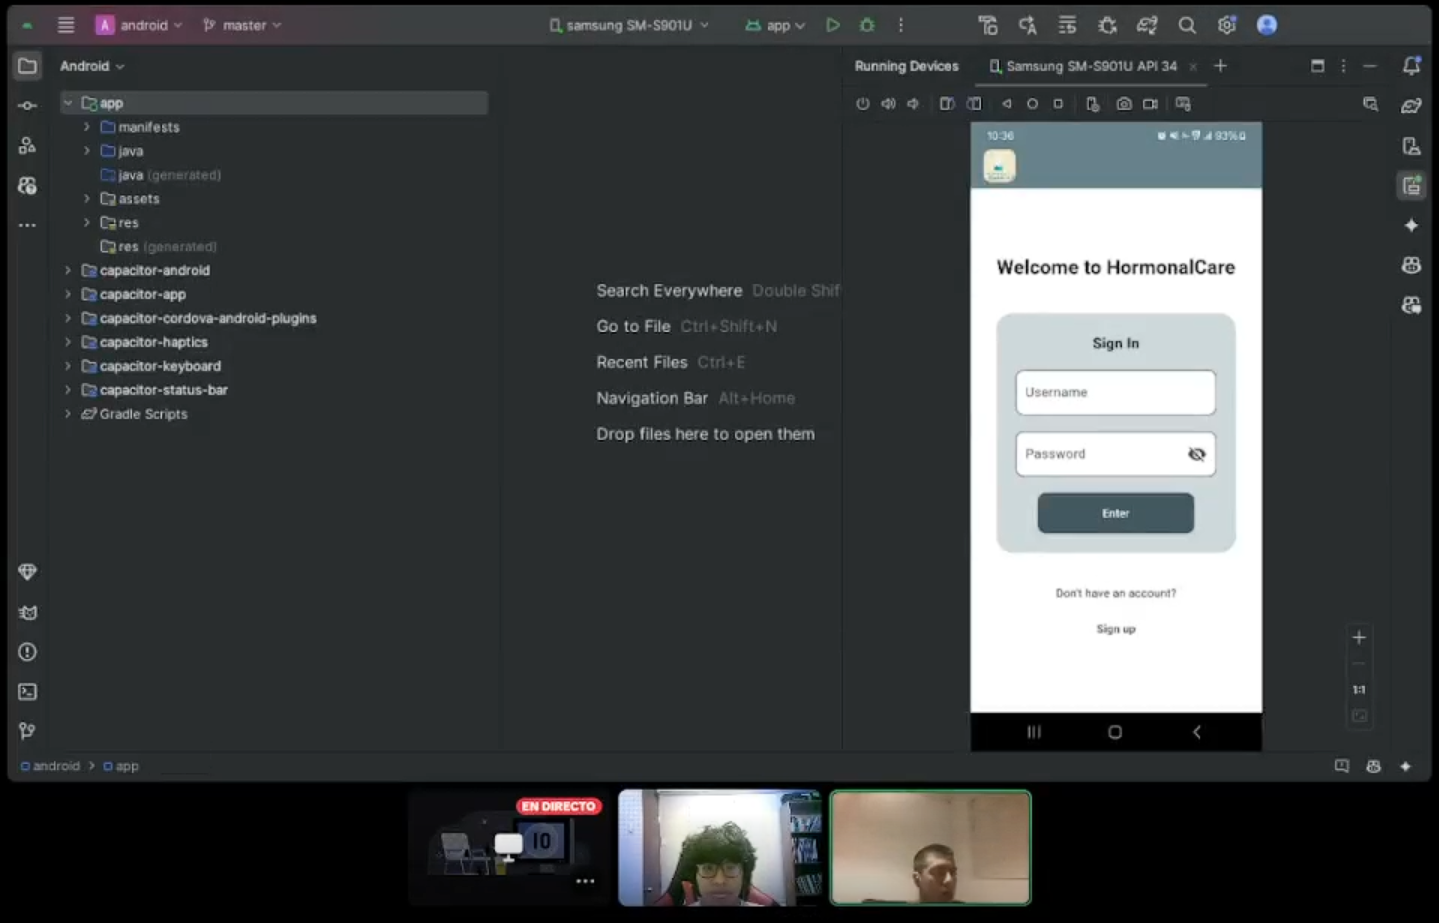 A android master samsung SM-S901U app
Android
Running Devices Samsung SM-S901U API 34
app
manifests
java
java (generated)
assets
res
res (generated)
capacitor-android
capacitor-app
capacitor-cordova-android-plugins
capacitor-haptics
capacitor-keyboard
capacitor-status-bar
Gradle Scripts
Search Everywhere Double Shif
Go to File Ctrl+Shift+N
Recent Files Ctrl+E
Navigation Bar Alt+Home
Drop files here to open them
10:36 93%
Welcome to HormonalCare
Sign In
Username
Password
Enter
Don't have an account?
Sign up
1:1
android > app
EN DIRECTO
10